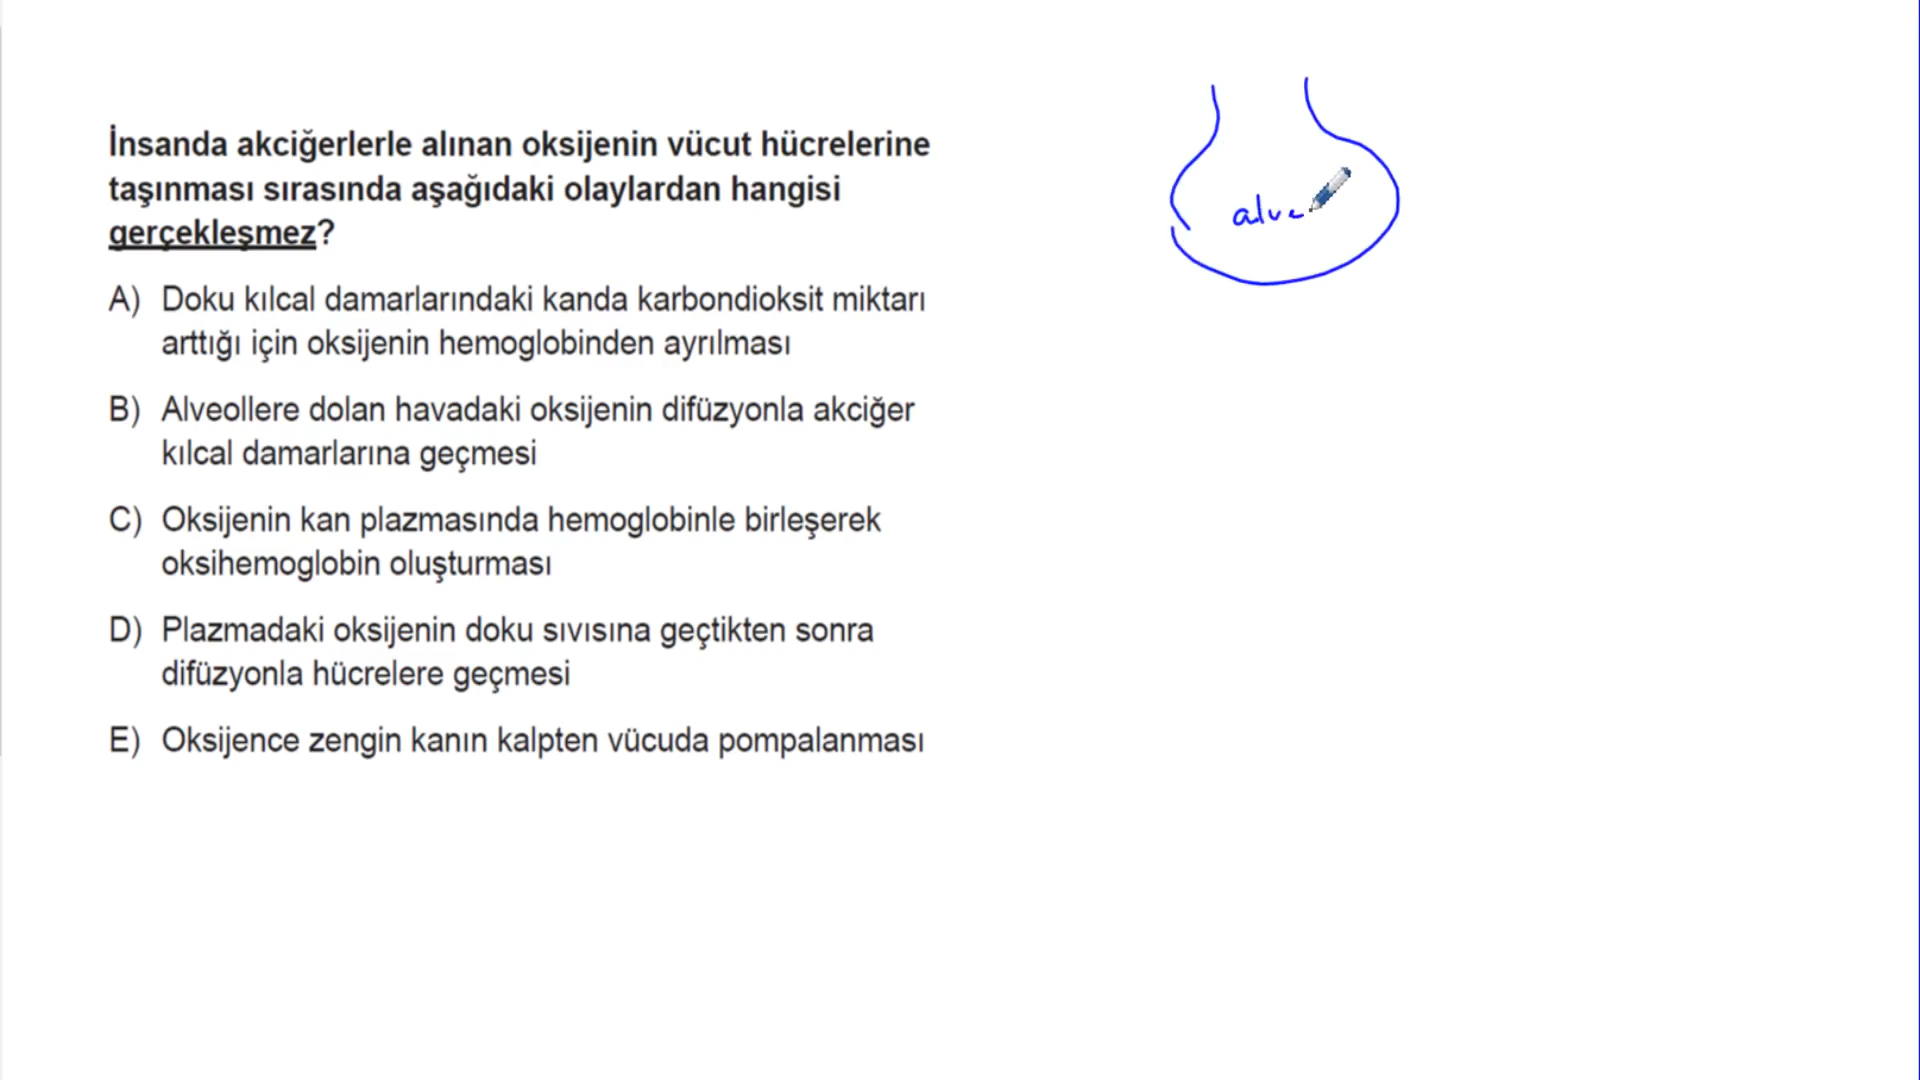 İnsanda akciğerlerle alınan oksijenin vücut hücrelerine
taşınması sırasında aşağıdaki olaylardan hangisi
gerçekleşmez?
A) Doku kılcal damarlarındaki kanda karbondioksit miktarı
arttığı için oksijenin hemoglobinden ayrılması
B) Alveollere dolan havadaki oksijenin difüzyonla akciğer
kılcal damarlarına geçmesi
C) Oksijenin kan plazmasında hemoglobinle birleşerek
oksihemoglobin oluşturması
D) Plazmadaki oksijenin doku sıvısına geçtikten sonra
difüzyonla hücrelere geçmesi
E) Oksijence zengin kanın kalpten vücuda pompalanması
alve